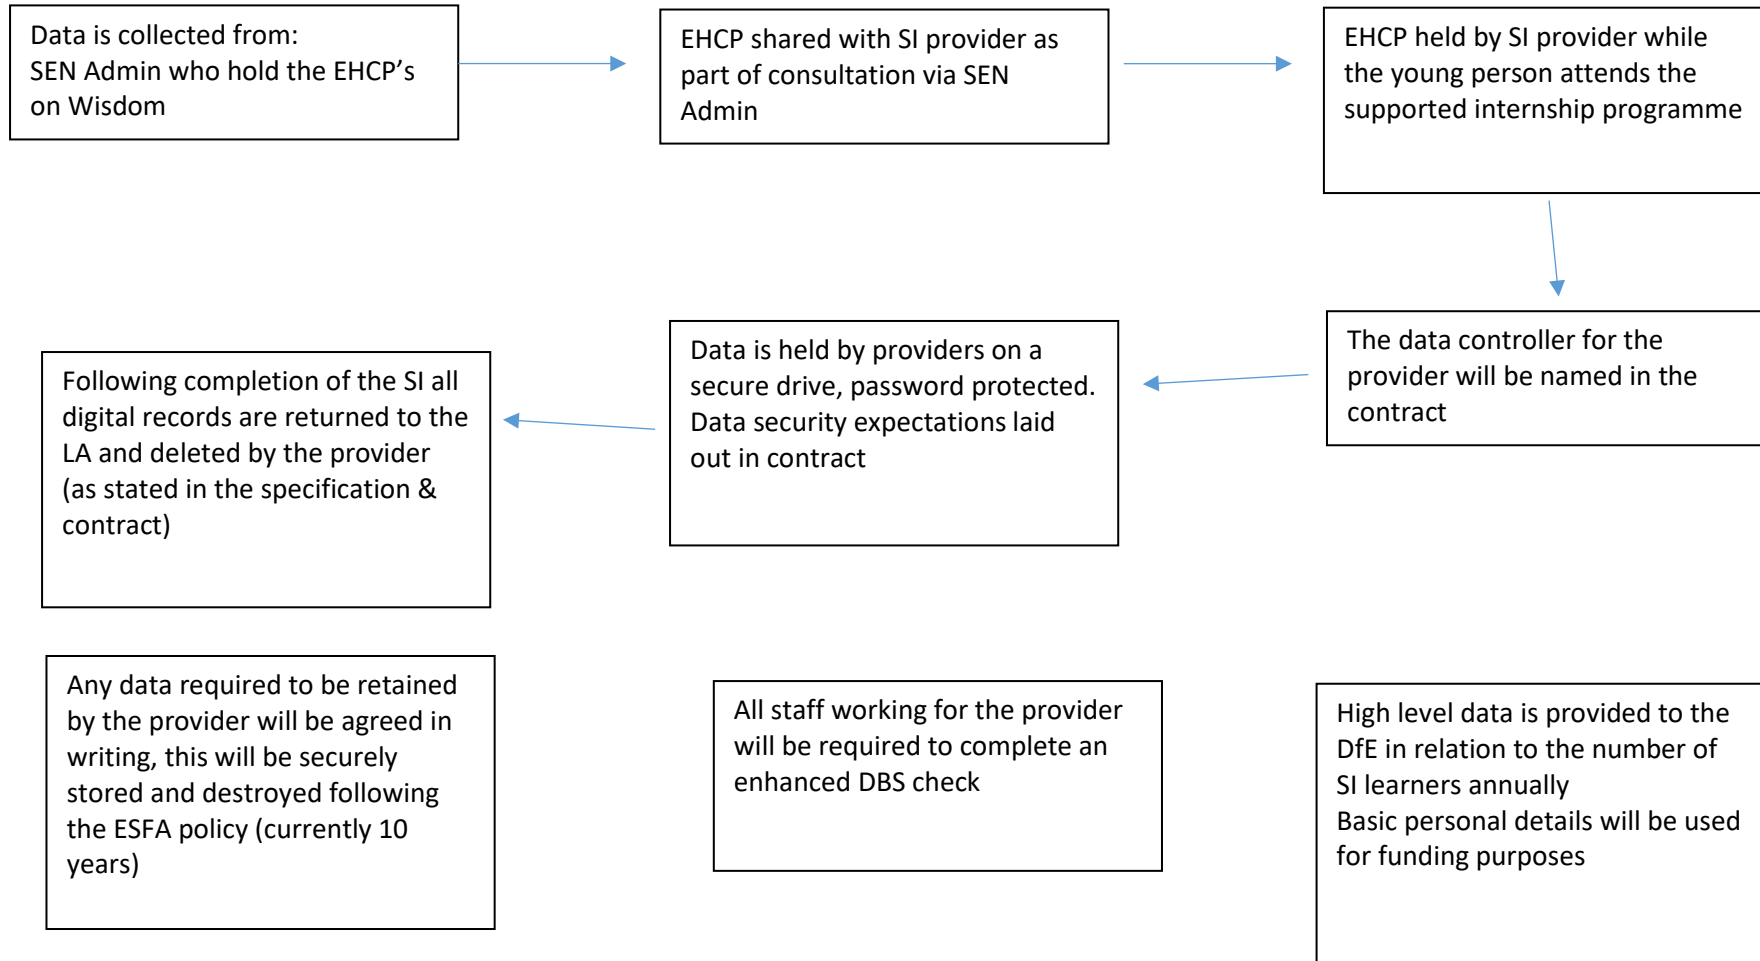 Data is collected from:
SEN Admin who hold the EHCP's
on Wisdom
EHCP shared with SI provider as
part of consultation via SEN
Admin
EHCP held by SI provider while
the young person attends the
supported internship programme
The data controller for the
provider will be named in the
contract
Data is held by providers on a
secure drive, password protected.
Data security expectations laid
out in contract
Following completion of the SI all
digital records are returned to the
LA and deleted by the provider
(as stated in the specification &
contract)
Any data required to be retained
by the provider will be agreed in
writing, this will be securely
stored and destroyed following
the ESFA policy (currently 10
years)
All staff working for the provider
will be required to complete an
enhanced DBS check
High level data is provided to the
DfE in relation to the number of
SI learners annually
Basic personal details will be used
for funding purposes